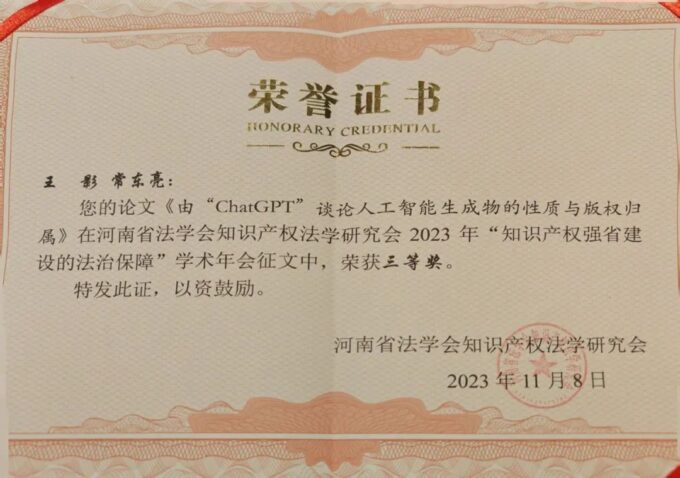 荣誉证书
HONORARY CREDENTIAL
王 影 常东亮：
您的论文《由“ChatGPT”谈论人工智能生成物的性质与版权归
属》在河南省法学会知识产权法学研究会 2023 年“知识产权强省建
设的法治保障”学术年会征文中，荣获三等奖。
特发此证，以资鼓励。
河南省法学会知识产权法学研究会
2023 年 11 月 8 日